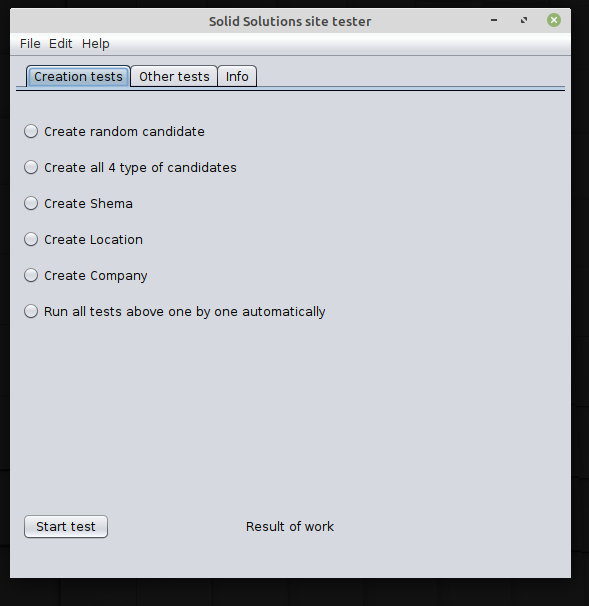 Solid Solutions site tester
File Edit Help
Creation tests Other tests Info
Create random candidate
Create all 4 type of candidates
Create Shema
Create Location
Create Company
Run all tests above one by one automatically
Start test Result of work